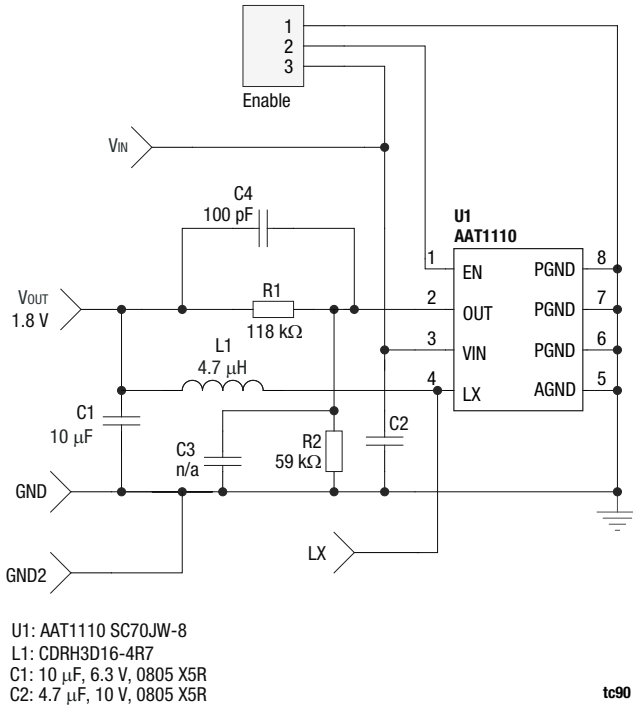 1
2
3
Enable
VIN
C4
100 pF
U1
AAT1110
1
EN
PGND
8
VOUT
1.8 V
R1
118 kΩ
2
OUT
PGND
7
L1
4.7 μH
3
VIN
PGND
6
4
LX
AGND
5
C1
10 μF
C3
n/a
R2
59 kΩ
C2
GND
LX
GND2
U1: AAT1110 SC70JW-8
L1: CDRH3D16-4R7
C1: 10 μF, 6.3 V, 0805 X5R
C2: 4.7 μF, 10 V, 0805 X5R
tc90